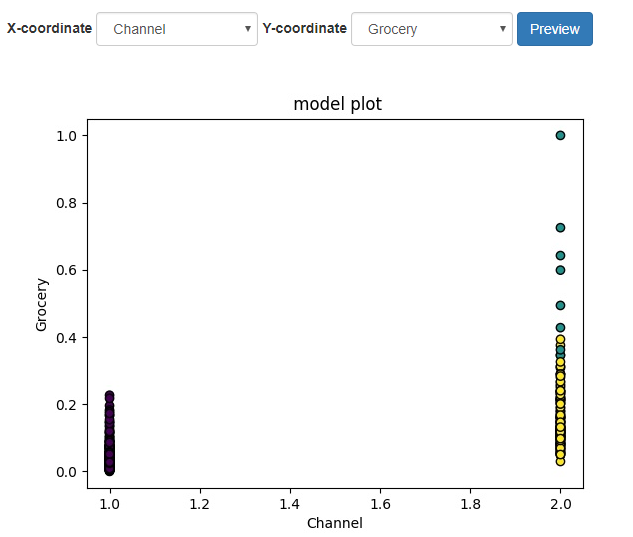 X-coordinate Channel Y-coordinate Grocery Preview
model plot
1.0
0.8
0.6
0.4
0.2
0.0
Grocery
1.0 1.2 1.4 1.6 1.8 2.0
Channel